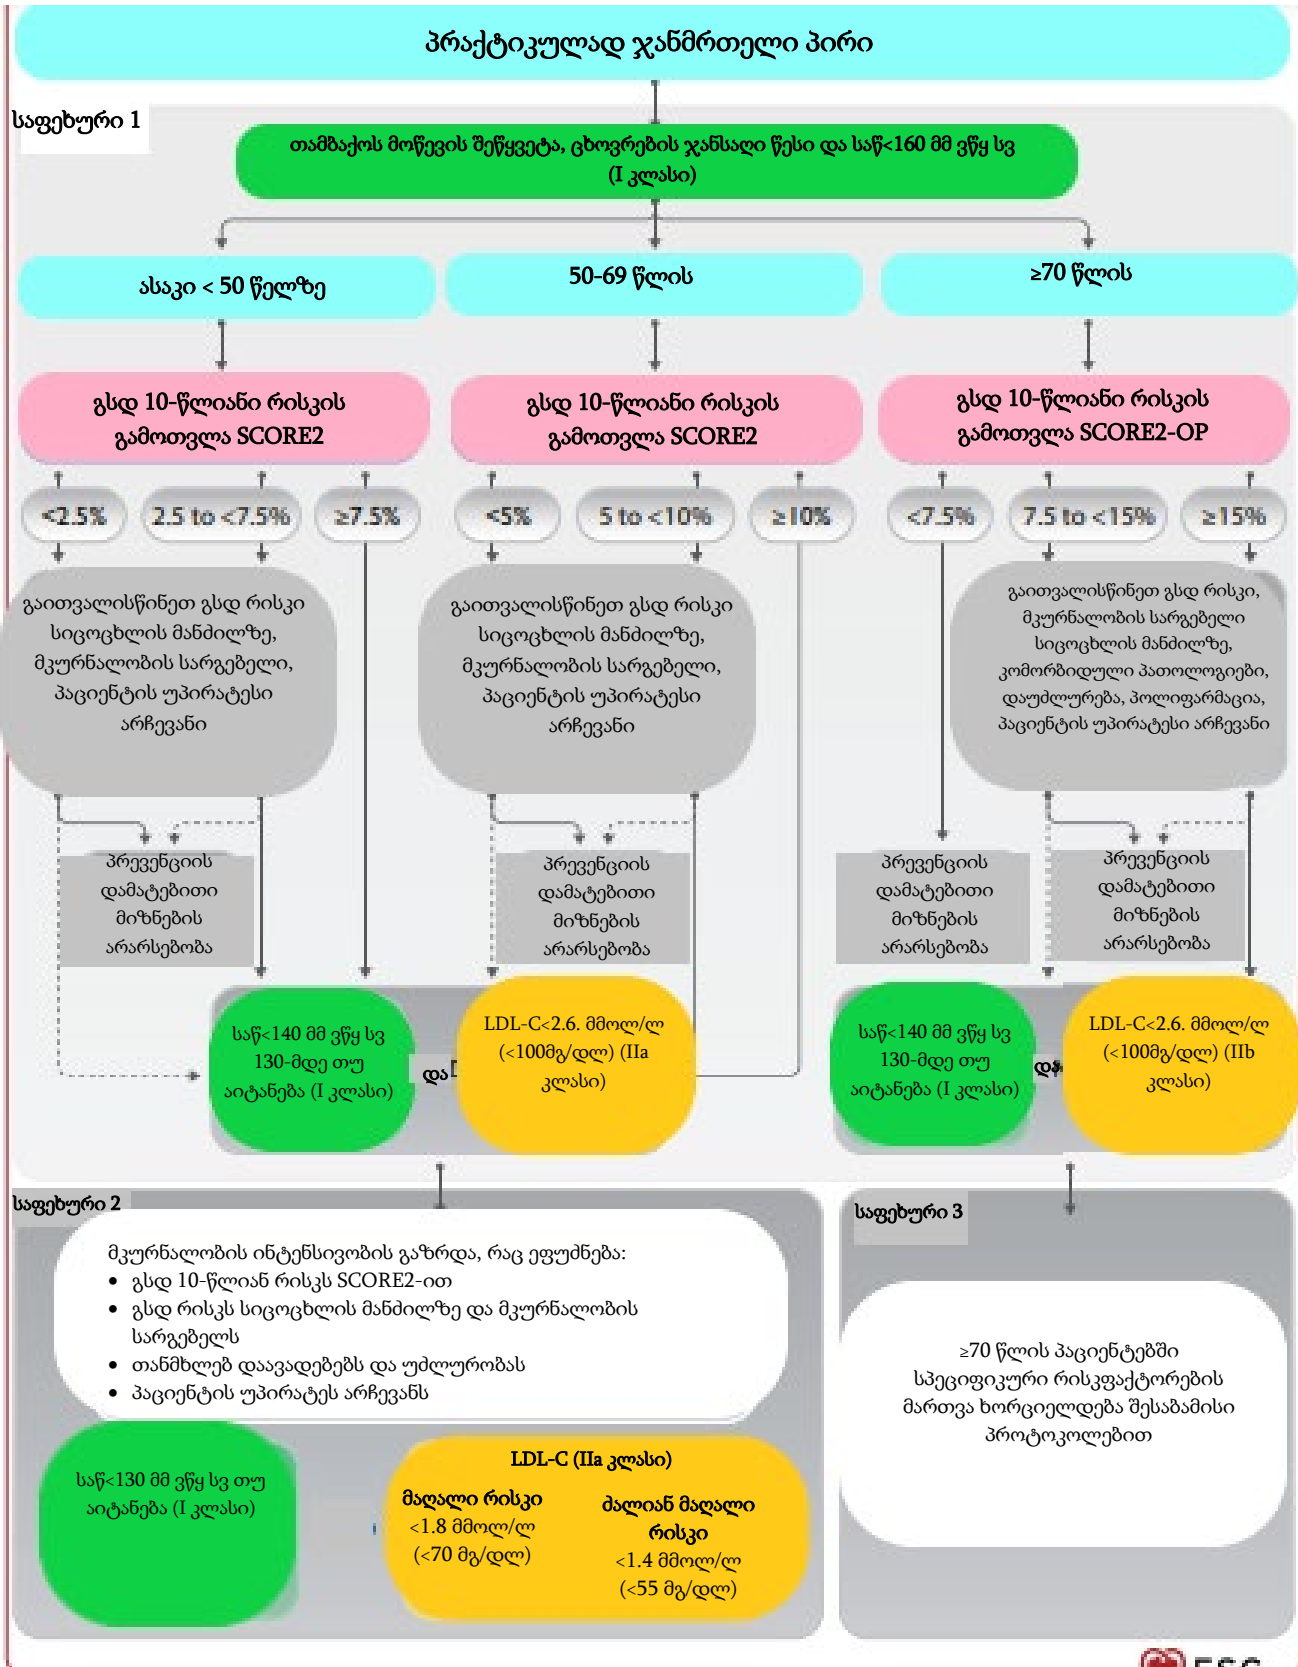 პრაქტიკულად ჯანმრთელი პირი
საფეხური 1
თამბაქოს მოწევის შეწყვეტა, ცხოვრების ჯანსაღი წესი და საწ<160 მმ ვწყ სვ
(I კლასი)
ასაკი < 50 წელზე
50-69 წლის
≥70 წლის
გსდ 10-წლიანი რისკის
გამოთვლა SCORE2
გსდ 10-წლიანი რისკის
გამოთვლა SCORE2
გსდ 10-წლიანი რისკის
გამოთვლა SCORE2-OP
<2.5%
2.5 to <7.5%
≥7.5%
<5%
5 to <10%
≥10%
<7.5%
7.5 to <15%
≥15%
გაითვალისწინეთ გსდ რისკი
სიცოცხლის მანძილზე,
მკურნალობის სარგებელი,
პაციენტის უპირატესი
არჩევანი
გაითვალისწინეთ გსდ რისკი
სიცოცხლის მანძილზე,
მკურნალობის სარგებელი,
პაციენტის უპირატესი
არჩევანი
გაითვალისწინეთ გსდ რისკი,
მკურნალობის სარგებელი
სიცოცხლის მანძილზე,
კომორბიდული პათოლოგიები,
დაუძლურება, პოლიფარმაცია,
პაციენტის უპირატესი არჩევანი
პრევენციის
დამატებითი
მიზნების
არარსებობა
პრევენციის
დამატებითი
მიზნების
არარსებობა
პრევენციის
დამატებითი
მიზნების
არარსებობა
პრევენციის
დამატებითი
მიზნების
არარსებობა
საწ<140 მმ ვწყ სვ
130-მდე თუ
აიტანება (I კლასი)
და
LDL-C<2.6. მმოლ/ლ
(<100მგ/დლ) (IIa
კლასი)
საწ<140 მმ ვწყ სვ
130-მდე თუ
აიტანება (I კლასი)
და
LDL-C<2.6. მმოლ/ლ
(<100მგ/დლ) (IIb
კლასი)
საფეხური 2
მკურნალობის ინტენსივობის გაზრდა, რაც ეფუძნება:
• გსდ 10-წლიან რისკს SCORE2-ით
• გსდ რისკს სიცოცხლის მანძილზე და მკურნალობის
სარგებელს
• თანმხლებ დაავადებებს და უძლურობას
• პაციენტის უპირატეს არჩევანს
საწ<130 მმ ვწყ სვ თუ
აიტანება (I კლასი)
LDL-C (IIa კლასი)
მაღალი რისკი
<1.8 მმოლ/ლ
(<70 მგ/დლ)
ძალიან მაღალი
რისკი
<1.4 მმოლ/ლ
(<55 მგ/დლ)
საფეხური 3
≥70 წლის პაციენტებში
სპეციფიკური რისკფაქტორების
მართვა ხორციელდება შესაბამისი
პროტოკოლებით
ESC